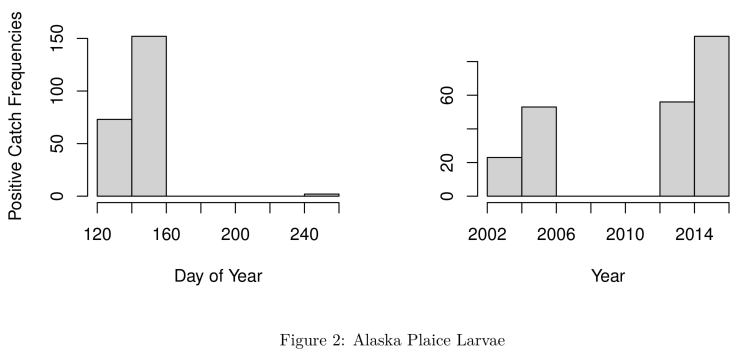 Positive Catch Frequencies
150
100
50
0
120 160 200 240
Day of Year
60
20
0
2002 2006 2010 2014
Year
Figure 2: Alaska Plaice Larvae